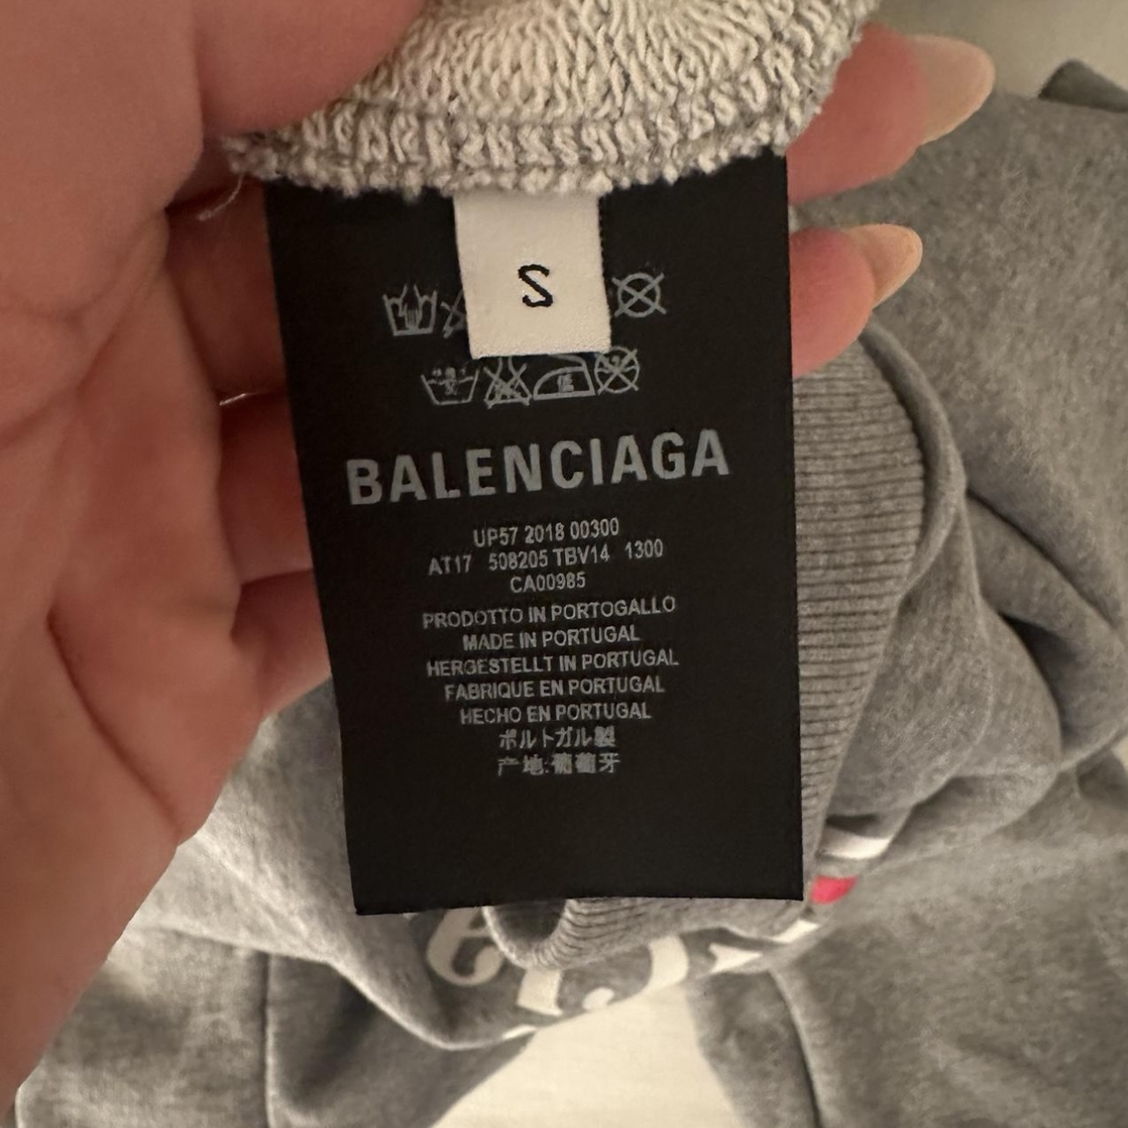 S
BALENCIAGA
UP57 2018 00300
AT17 508205 TBV14 1300
CA00985
PRODOTTO IN PORTOGALLO
MADE IN PORTUGAL
HERGESTELLT IN PORTUGAL
FABRIQUE EN PORTUGAL
HECHO EN PORTUGAL
ポルトガル製
产地:葡萄牙